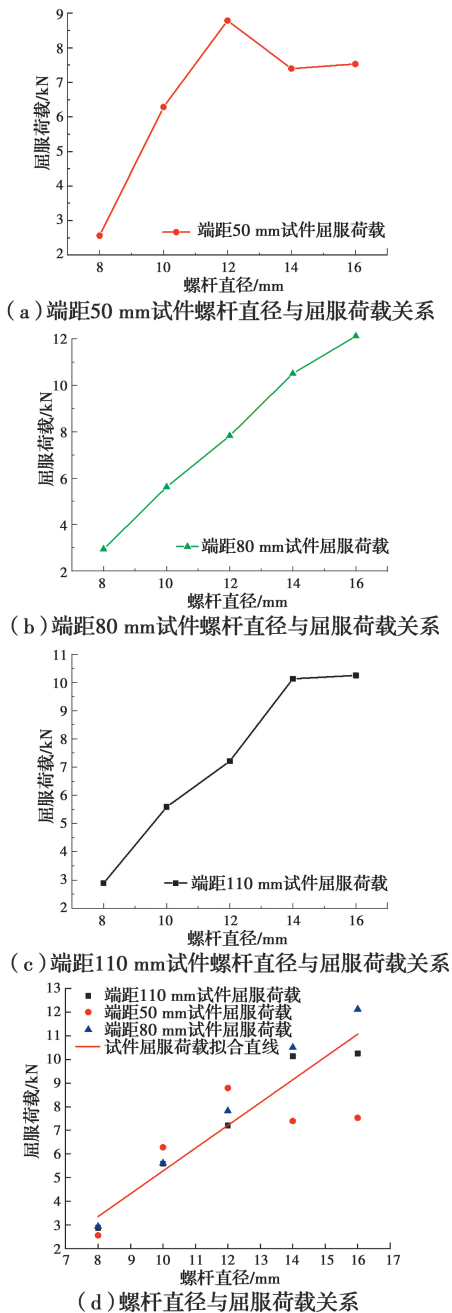 9
8
7
6
5
4
3
2
屈服荷载/kN
端距50 mm试件屈服荷载
8 10 12 14 16
螺杆直径/mm
(a)端距50 mm试件螺杆直径与屈服荷载关系
12
10
8
6
4
2
屈服荷载/kN
端距80 mm试件屈服荷载
8 10 12 14 16
螺杆直径/mm
(b)端距80 mm试件螺杆直径与屈服荷载关系
11
10
9
8
7
6
5
4
3
2
屈服荷载/kN
端距110 mm试件屈服荷载
8 10 12 14 16
螺杆直径/mm
(c)端距110 mm试件螺杆直径与屈服荷载关系
13
12
11
10
9
8
7
6
5
4
3
2
屈服荷载/kN
端距110 mm试件屈服荷载
端距50 mm试件屈服荷载
端距80 mm试件屈服荷载
试件屈服荷载拟合直线
7 8 9 10 11 12 13 14 15 16 17
螺杆直径/mm
(d)螺杆直径与屈服荷载关系